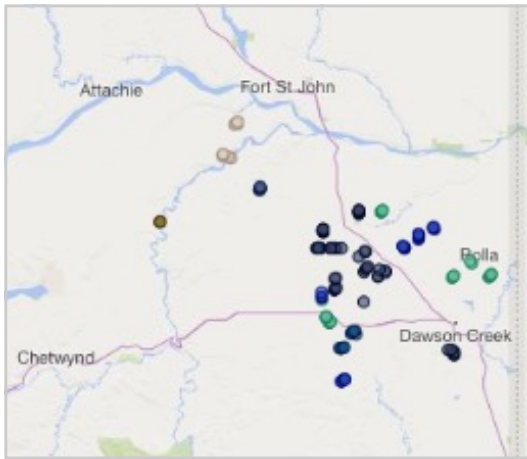 Fort St John
Attachie
Rolla
Dawson Creek
Chetwynd